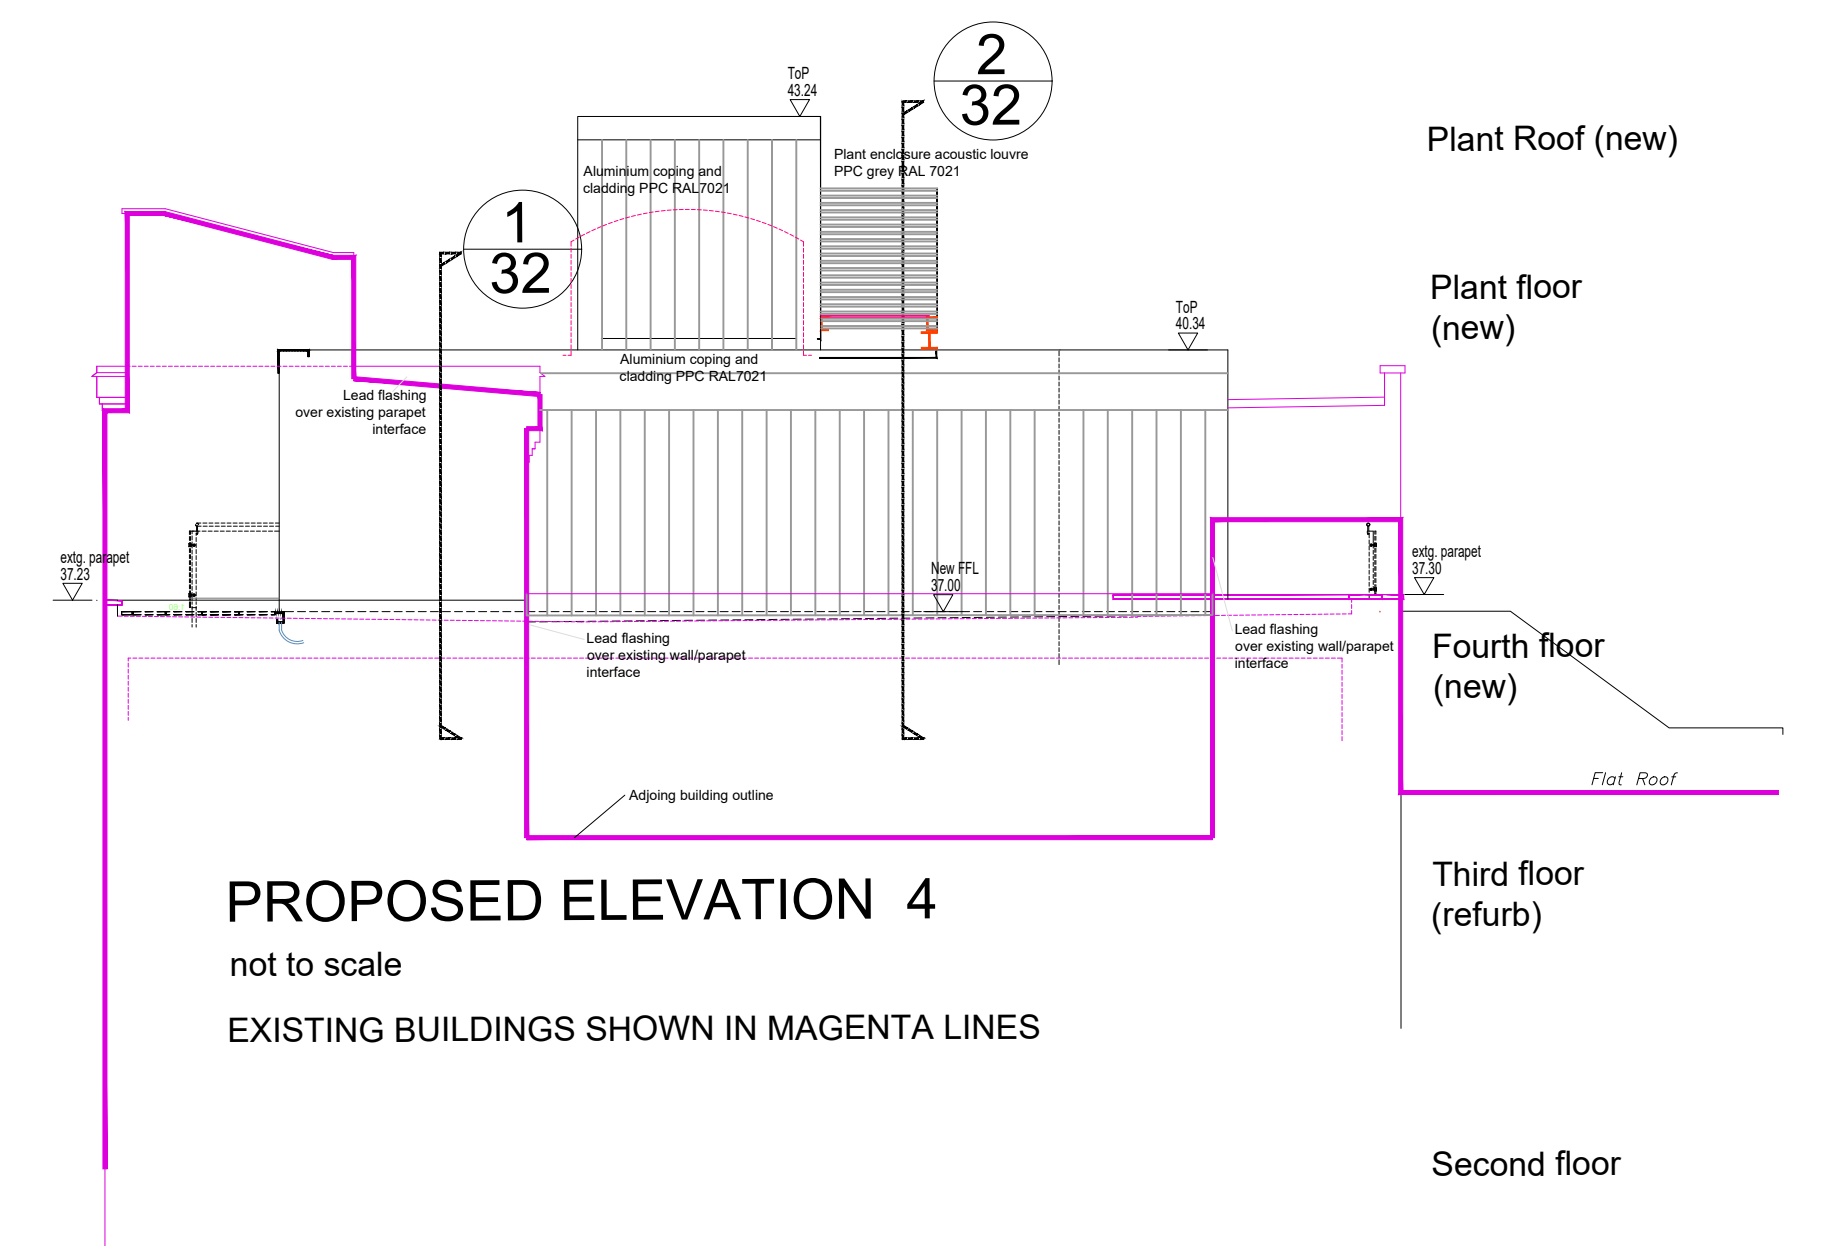 2
32
ToP
43.24
Plant Roof (new)
Plant enclosure acoustic louvre
PPC grey RAL 7021
Aluminium coping and
cladding PPC RAL7021
1
32
Plant floor
(new)
ToP
40.34
Aluminium coping and
cladding PPC RAL7021
Lead flashing
over existing parapet
interface
extg. parapet
37.23
New FFL
37.00
extg. parapet
37.30
Lead flashing
over existing wall/parapet
interface
Lead flashing
over existing wall/parapet
interface
Fourth floor
(new)
Flat Roof
Adjoing building outline
Third floor
(refurb)
PROPOSED ELEVATION 4
not to scale
EXISTING BUILDINGS SHOWN IN MAGENTA LINES
Second floor